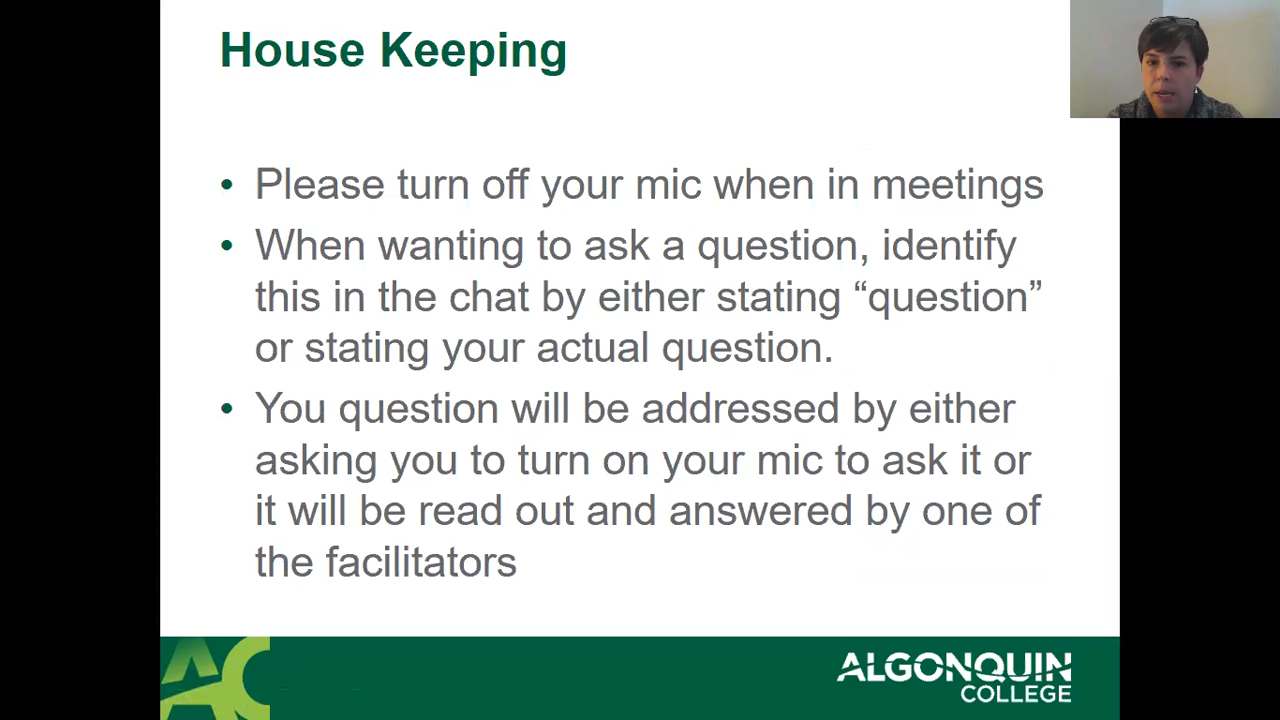 House Keeping
• Please turn off your mic when in meetings
• When wanting to ask a question, identify
this in the chat by either stating “question”
or stating your actual question.
• You question will be addressed by either
asking you to turn on your mic to ask it or
it will be read out and answered by one of
the facilitators
AC
ALGONQUIN
COLLEGE